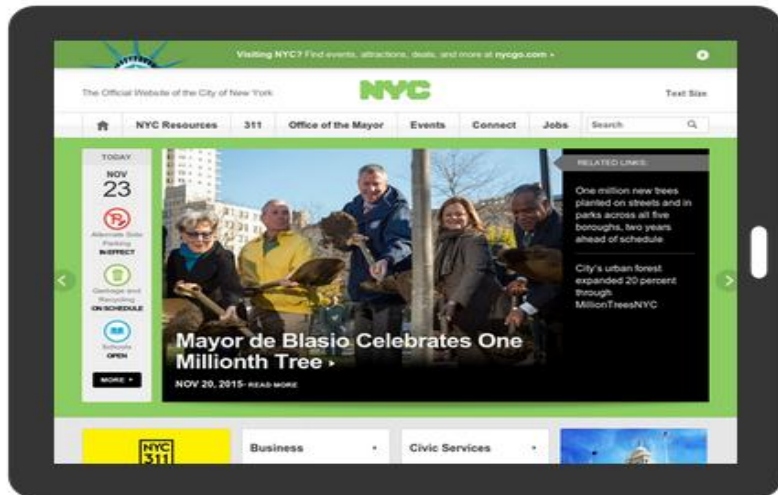 Visiting NYC? Find events, attractions, deals, and more at nycgo.com
The Official Website of the City of New York
NYC
Text Size
NYC Resources 311 Office of the Mayor Events Connect Jobs Search
TODAY
NOV
23
Alternate Side
Parking
IN EFFECT
Garbage and
Recycling
ON SCHEDULE
Schools
OPEN
MORE
Mayor de Blasio Celebrates One
Millionth Tree
NOV 20, 2015- READ MORE
RELATED LINKS:
One million new trees
planted on streets and in
parks across all five
boroughs, two years
ahead of schedule
City's urban forest
expanded 20 percent
through
MillionTreesNYC
NYC
311
Business
Civic Services